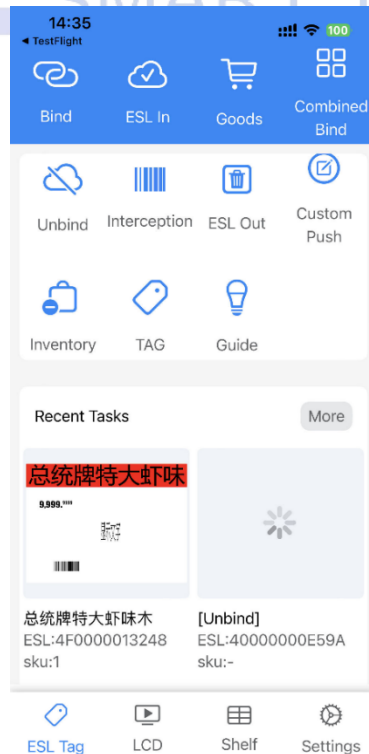 SMART
14:35
100
◀ TestFlight
Bind
ESL In
Goods
Combined
Bind
Unbind
Interception
ESL Out
Custom
Push
Inventory
TAG
Guide
Recent Tasks
More
总统牌特大虾味
9,999.
总统牌特大虾味木
ESL:4F0000013248
sku:1
[Unbind]
ESL:40000000E59A
sku:-
ESL Tag
LCD
Shelf
Settings